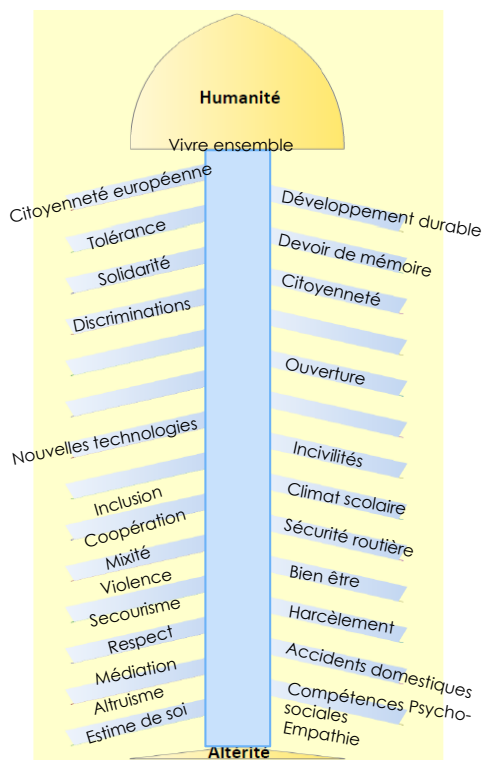 Humanité
Vivre ensemble
Citoyenneté européenne
Tolérance
Solidarité
Discriminations
Nouvelles technologies
Inclusion
Coopération
Mixité
Violence
Secourisme
Respect
Médiation
Altruisme
Estime de soi
Développement durable
Devoir de mémoire
Citoyenneté
Ouverture
Incivilités
Climat scolaire
Sécurité routière
Bien être
Harcèlement
Accidents domestiques
Compétences Psycho-
sociales
Empathie
Altérité